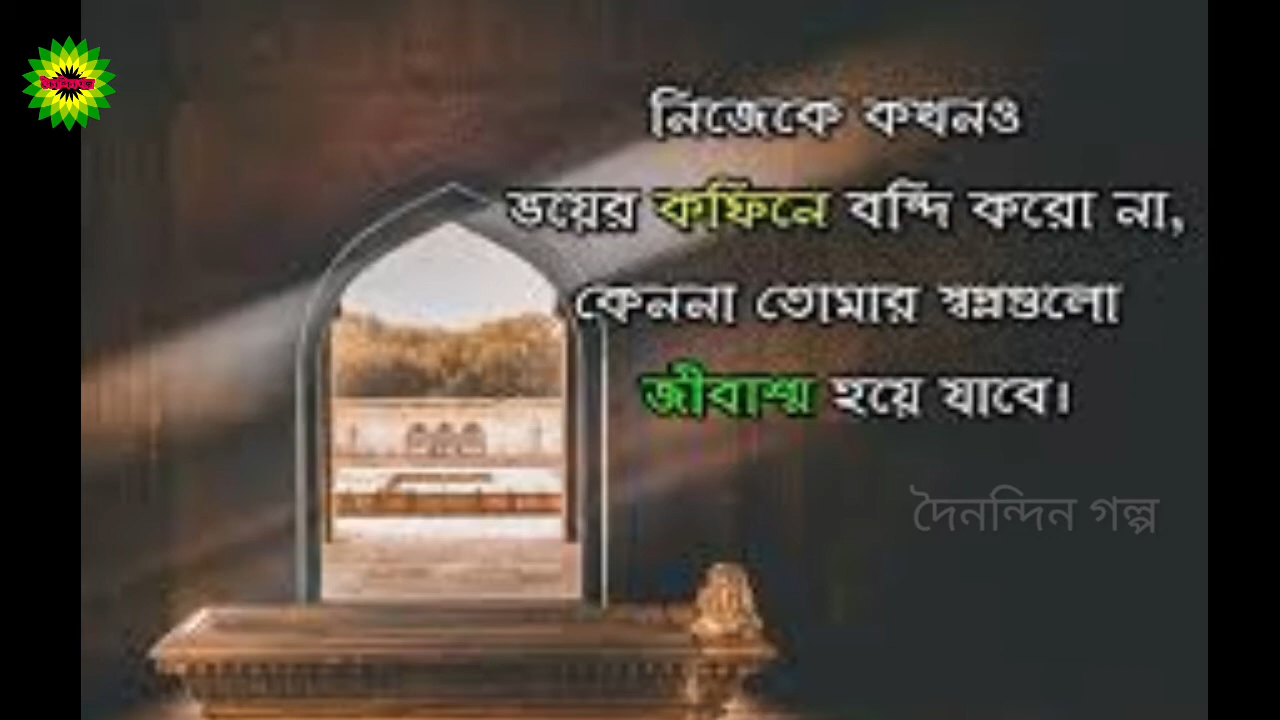 নিজেকে কখনও
ভয়ের কফিনে বন্দি করো না,
কেননা তোমার স্বপ্নগুলো
জীবাশ্ম হয়ে যাবে।
দৈনন্দিন গল্প